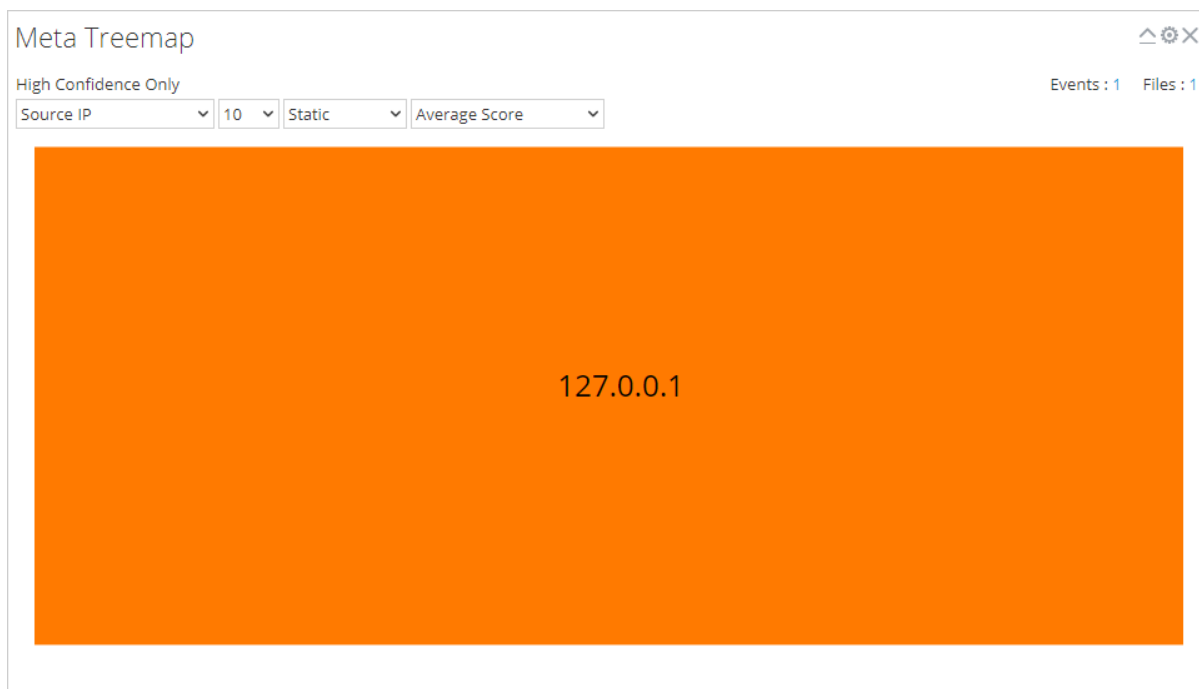 Meta Treemap
High Confidence Only
Events : 1 Files : 1
Source IP 10 Static Average Score
127.0.0.1